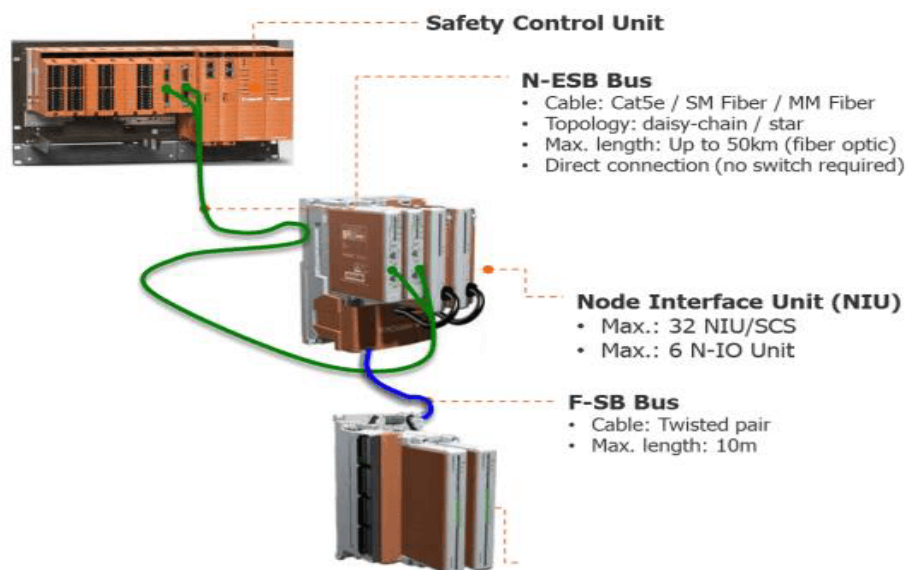 Safety Control Unit
N-ESB Bus
• Cable: Cat5e / SM Fiber / MM Fiber
• Topology: daisy-chain / star
• Max. length: Up to 50km (fiber optic)
• Direct connection (no switch required)
Node Interface Unit (NIU)
• Max.: 32 NIU/SCS
• Max.: 6 N-IO Unit
F-SB Bus
• Cable: Twisted pair
• Max. length: 10m